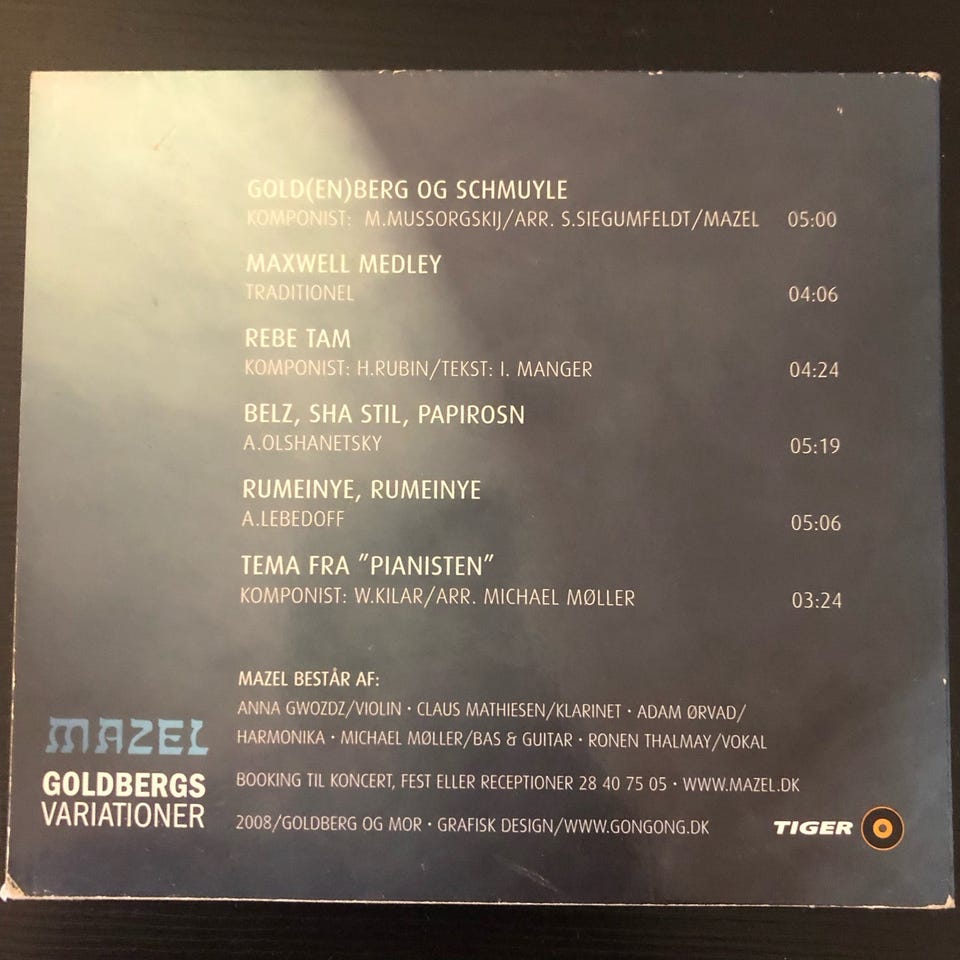 GOLD(EN)BERG OG SCHMUYLE
KOMPONIST: M.MUSSORGSKIJ/ARR. S.SIEGUMFELDT/MAZEL 05:00
MAXWELL MEDLEY
TRADITIONEL 04:06
REBE TAM
KOMPONIST: H.RUBIN/TEKST: I. MANGER 04:24
BELZ, SHA STIL, PAPIROSN
A.OLSHANETSKY 05:19
RUMEINYE, RUMEINYE
A.LEBEDOFF 05:06
TEMA FRA ”PIANISTEN”
KOMPONIST: W.KILAR/ARR. MICHAEL MØLLER 03:24
MAZEL BESTÅR AF:
ANNA GWOZDZ/VIOLIN · CLAUS MATHIESEN/KLARINET · ADAM ØRVAD/
HARMONIKA · MICHAEL MØLLER/BAS & GUITAR · RONEN THALMAY/VOKAL
BOOKING TIL KONCERT, FEST ELLER RECEPTIONER 28 40 75 05 · WWW.MAZEL.DK
2008/GOLDBERG OG MOR · GRAFISK DESIGN/WWW.GONGONG.DK
MAZEL
GOLDBERGS
VARIATIONER
TIGER